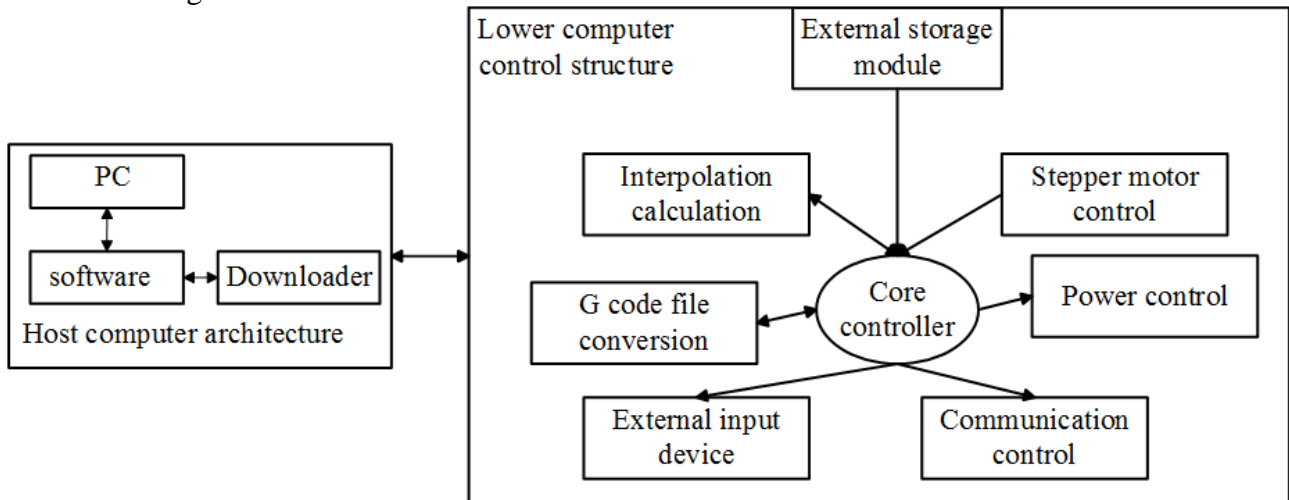 Lower computer
control structure
External storage
module
PC
software
Downloader
Host computer architecture
Interpolation
calculation
Stepper motor
control
G code file
conversion
Core
controller
Power control
External input
device
Communication
control